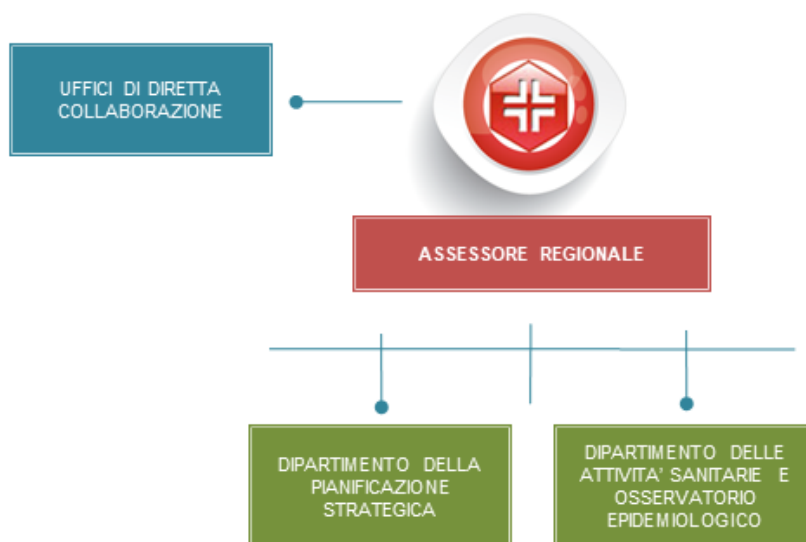 UFFICI DI DIRETTA
COLLABORAZIONE
ASSESSORE REGIONALE
DIPARTIMENTO DELLA
PIANIFICAZIONE
STRATEGICA
DIPARTIMENTO DELLE
ATTIVITA' SANITARIE E
OSSERVATORIO
EPIDEMIOLOGICO